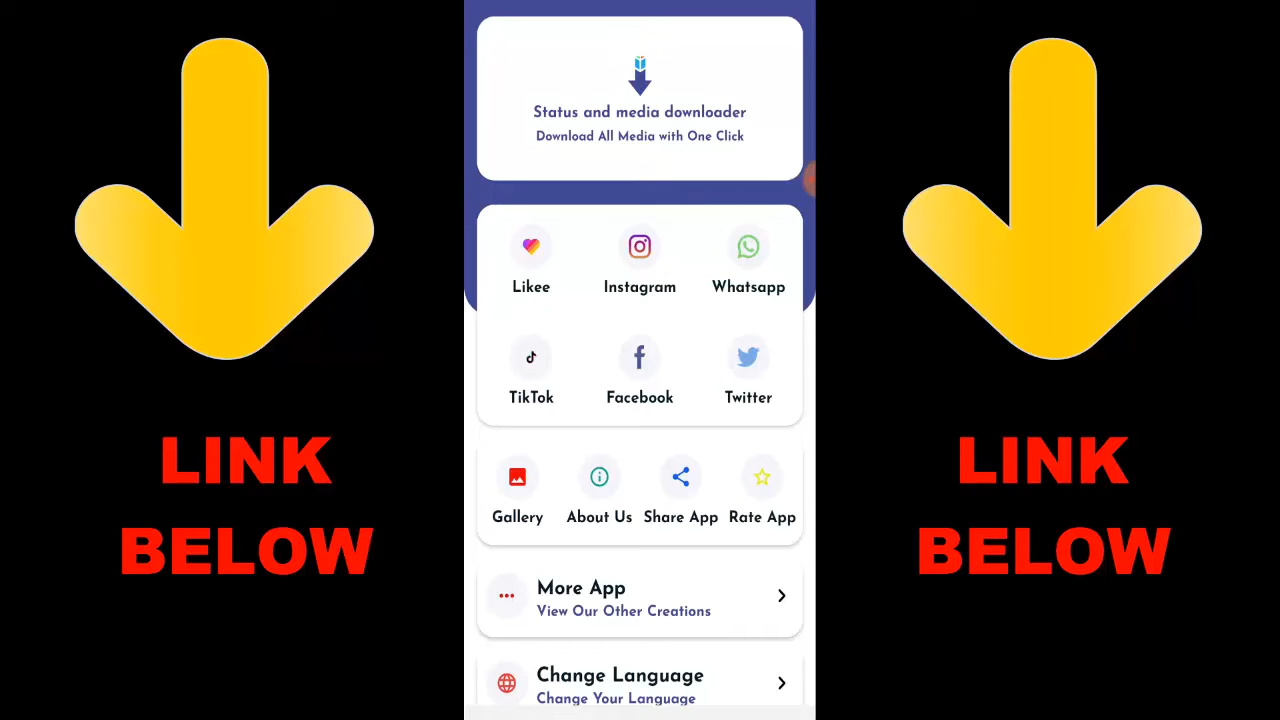 Status and media downloader
Download All Media with One Click
Likee Instagram Whatsapp
TikTok Facebook Twitter
Gallery About Us Share App Rate App
More App
View Our Other Creations
Change Language
Change Your Language
LINK
BELOW
LINK
BELOW